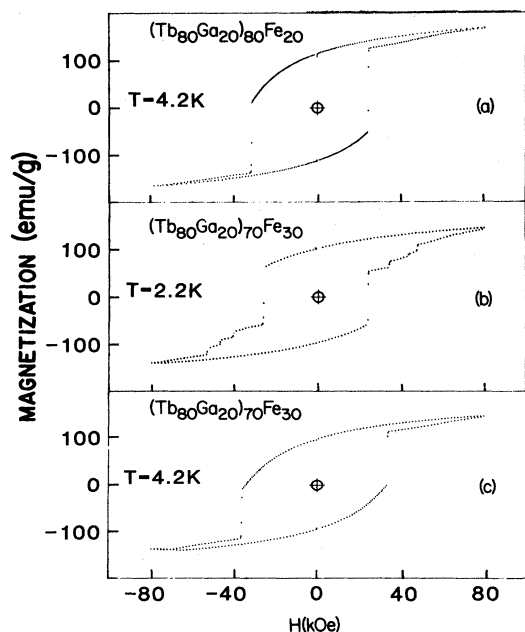 (Tb80Ga20)80Fe20
100
T=4.2K
0
(a)
-100
(Tb80Ga20)70Fe30
100
T=2.2K
0
(b)
-100
(Tb80Ga20)70Fe30
100
T=4.2K
0
(c)
-100
MAGNETIZATION (emu/g)
-80 -40 0 40 80
H(kOe)